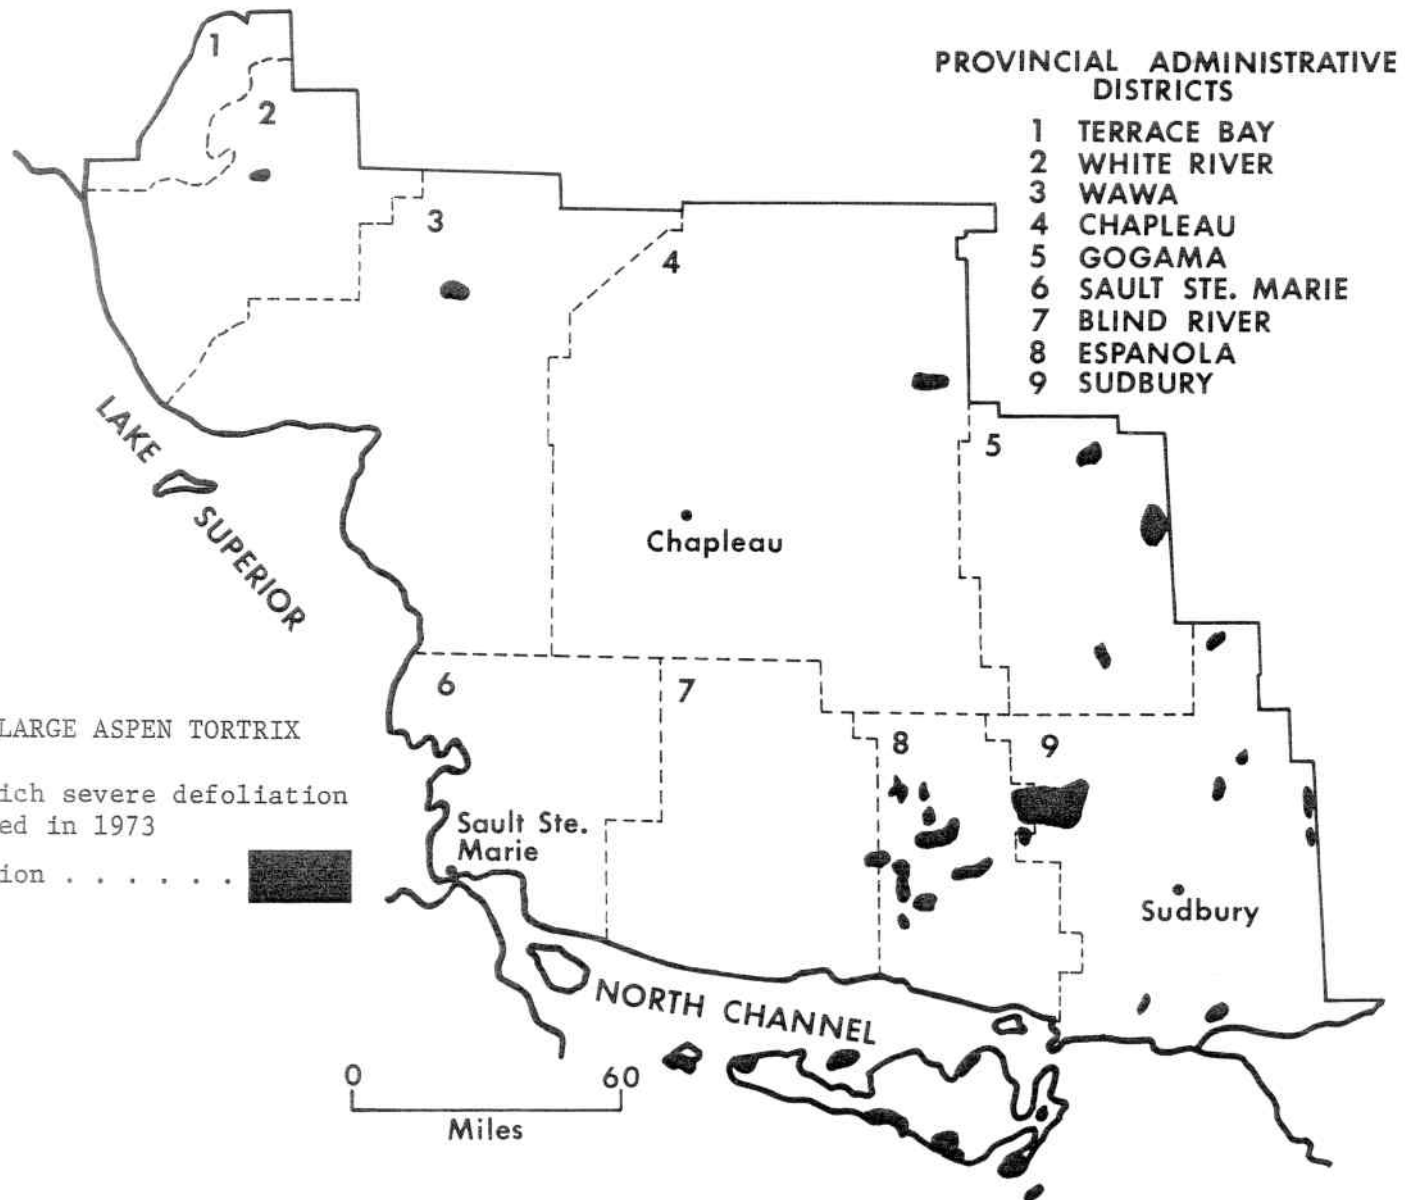 PROVINCIAL ADMINISTRATIVE
DISTRICTS
1 TERRACE BAY
2 WHITE RIVER
3 WAWA
4 CHAPLEAU
5 GOGAMA
6 SAULT STE. MARIE
7 BLIND RIVER
8 ESPANOLA
9 SUDBURY
1
2
3
4
5
LAKE
SUPERIOR
Chapleau
6
7
8
9
LARGE ASPEN TORTRIX
ich severe defoliation
ed in 1973
ion . . . . . .
Sault Ste.
Marie
Sudbury
NORTH CHANNEL
0 60
Miles